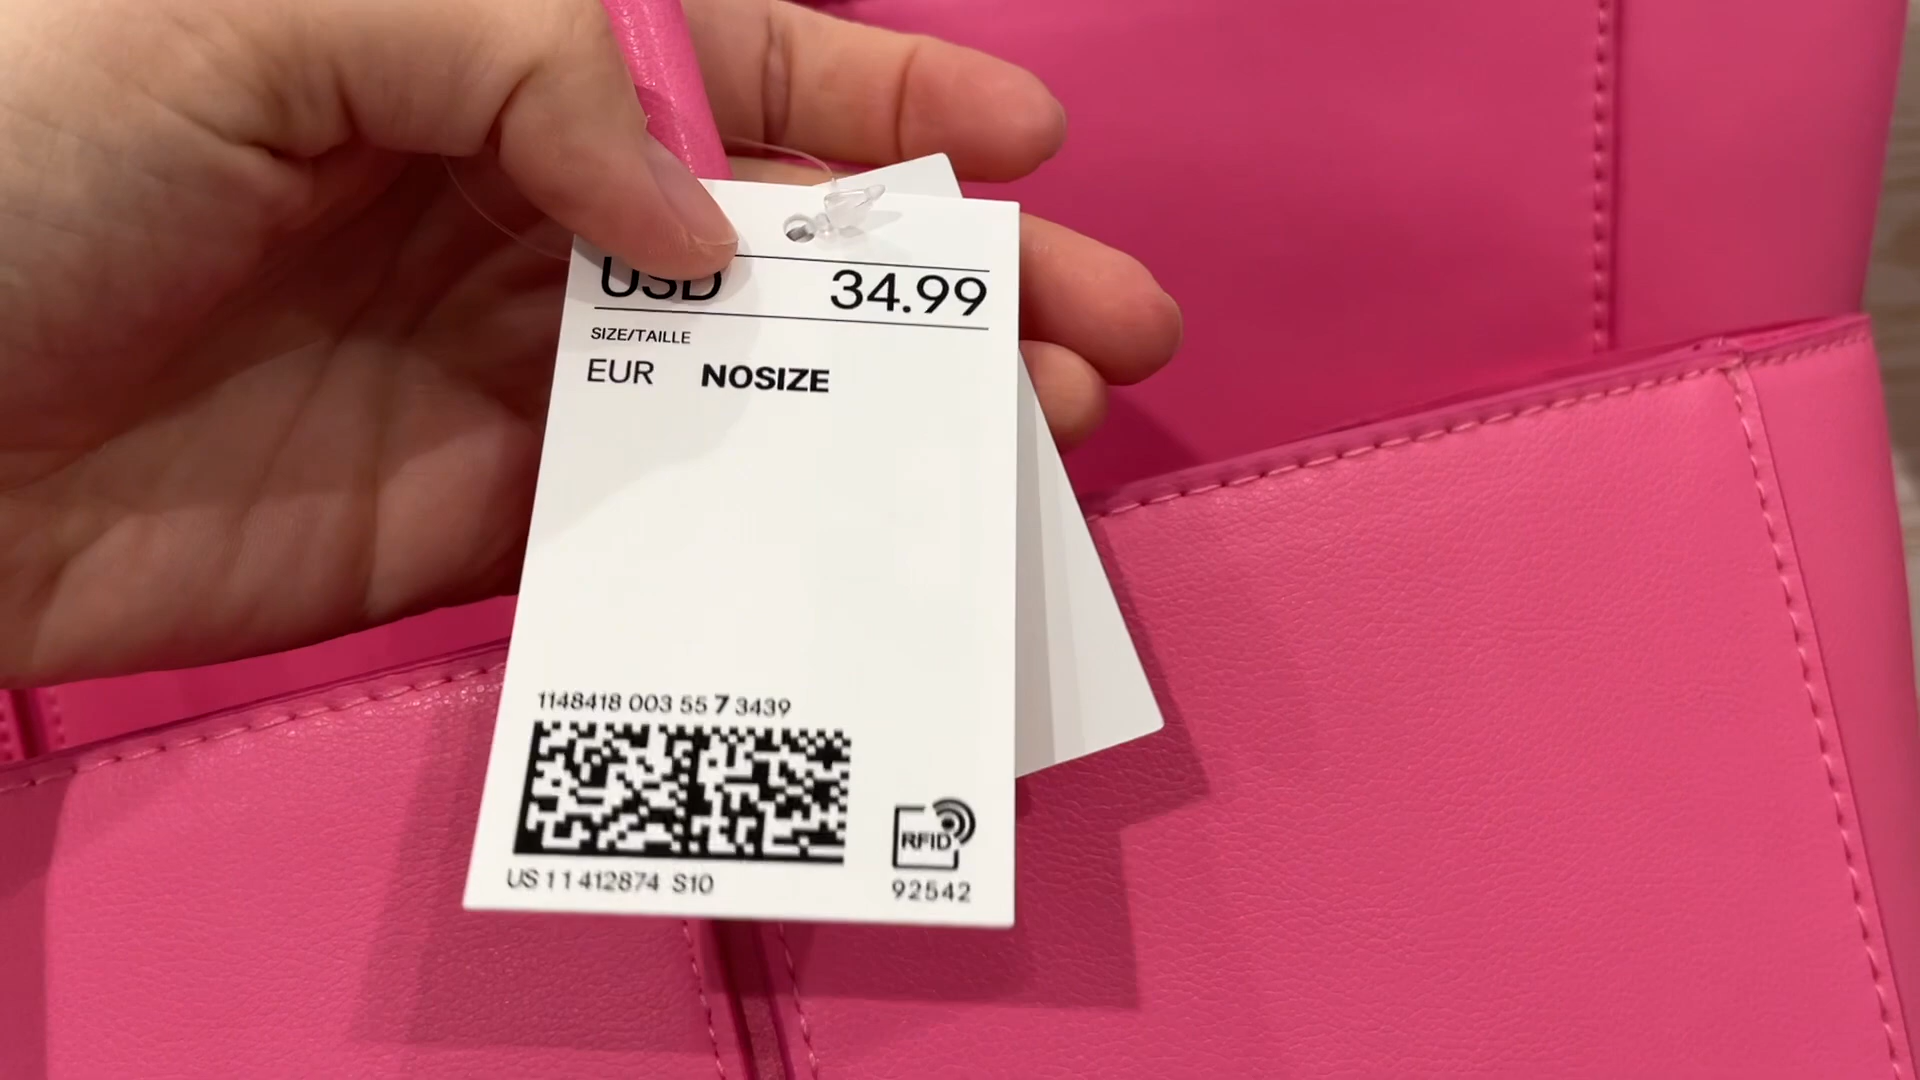 USD 34.99
SIZE/TAILLE
EUR NOSIZE
1148418 003 55 7 3439
RFID
US 11 412874 S10
92542